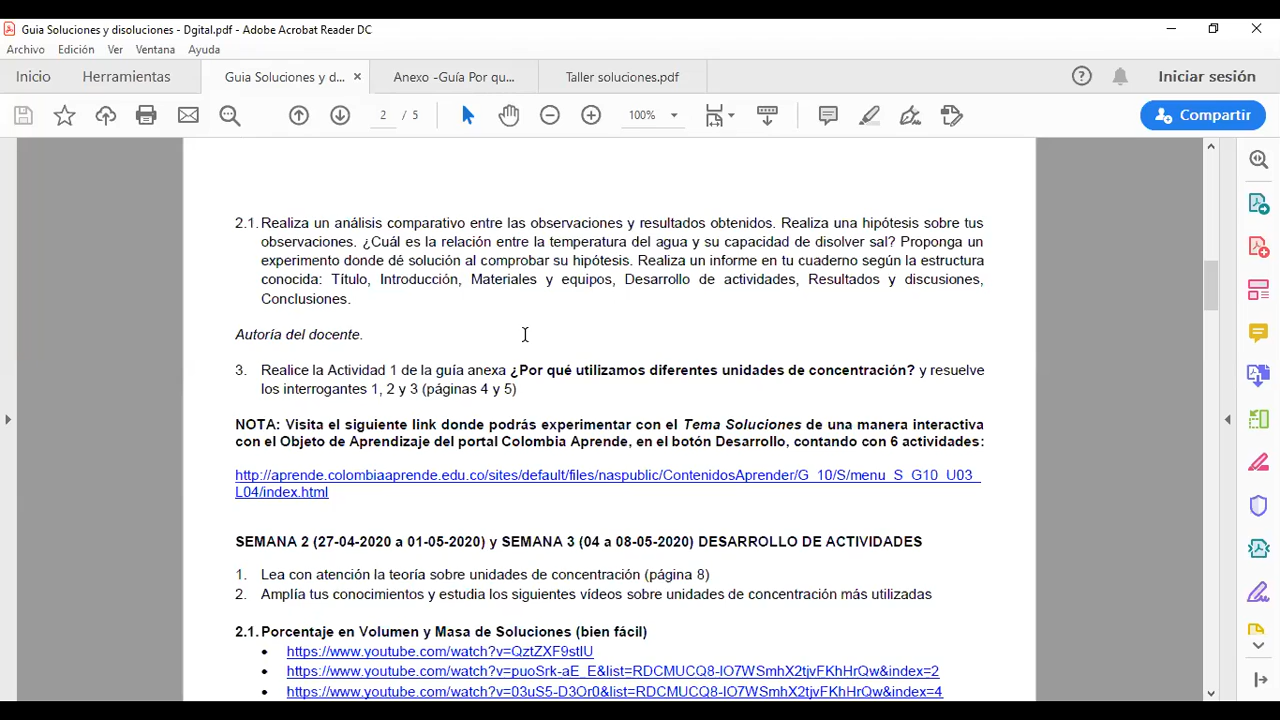 Guia Soluciones y disoluciones - Dgital.pdf - Adobe Acrobat Reader DC
Archivo Edición Ver Ventana Ayuda
Inicio Herramientas Guia Soluciones y d... × Anexo -Guía Por qu... Taller soluciones.pdf Iniciar sesión
2 / 5 100% Compartir
2.1. Realiza un análisis comparativo entre las observaciones y resultados obtenidos. Realiza una hipótesis sobre tus
observaciones. ¿Cuál es la relación entre la temperatura del agua y su capacidad de disolver sal? Proponga un
experimento donde dé solución al comprobar su hipótesis. Realiza un informe en tu cuaderno según la estructura
conocida: Título, Introducción, Materiales y equipos, Desarrollo de actividades, Resultados y discusiones,
Conclusiones.
Autoría del docente.
3. Realice la Actividad 1 de la guía anexa ¿Por qué utilizamos diferentes unidades de concentración? y resuelve
los interrogantes 1, 2 y 3 (páginas 4 y 5)
NOTA: Visita el siguiente link donde podrás experimentar con el Tema Soluciones de una manera interactiva
con el Objeto de Aprendizaje del portal Colombia Aprende, en el botón Desarrollo, contando con 6 actividades:
http://aprende.colombiaaprende.edu.co/sites/default/files/naspublic/ContenidosAprender/G_10/S/menu_S_G10_U03_
L04/index.html
SEMANA 2 (27-04-2020 a 01-05-2020) y SEMANA 3 (04 a 08-05-2020) DESARROLLO DE ACTIVIDADES
1. Lea con atención la teoría sobre unidades de concentración (página 8)
2. Amplía tus conocimientos y estudia los siguientes vídeos sobre unidades de concentración más utilizadas
2.1. Porcentaje en Volumen y Masa de Soluciones (bien fácil)
• https://www.youtube.com/watch?v=QztZXF9stIU
• https://www.youtube.com/watch?v=puoSrk-aE_E&list=RDCMUCQ8-IO7WSmhX2tjvFKhHrQw&index=2
• https://www.youtube.com/watch?v=03uS5-D3Or0&list=RDCMUCQ8-IO7WSmhX2tjvFKhHrQw&index=4